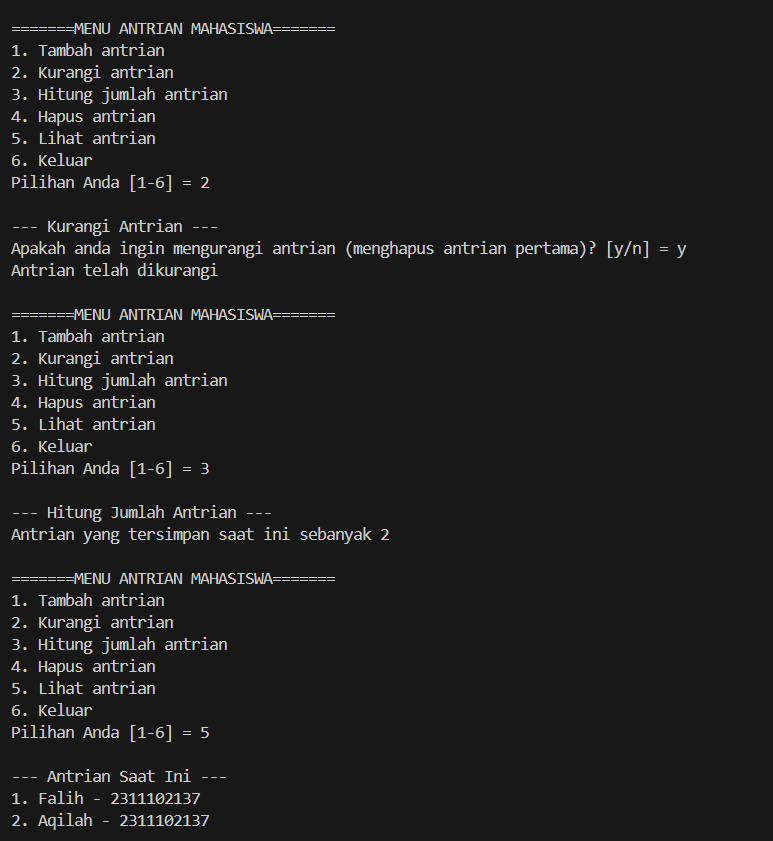 =======MENU ANTRIAN MAHASISWA=======
1. Tambah antrian
2. Kurangi antrian
3. Hitung jumlah antrian
4. Hapus antrian
5. Lihat antrian
6. Keluar
Pilihan Anda [1-6] = 2
--- Kurangi Antrian ---
Apakah anda ingin mengurangi antrian (menghapus antrian pertama)? [y/n] = y
Antrian telah dikurangi
=======MENU ANTRIAN MAHASISWA=======
1. Tambah antrian
2. Kurangi antrian
3. Hitung jumlah antrian
4. Hapus antrian
5. Lihat antrian
6. Keluar
Pilihan Anda [1-6] = 3
--- Hitung Jumlah Antrian ---
Antrian yang tersimpan saat ini sebanyak 2
=======MENU ANTRIAN MAHASISWA=======
1. Tambah antrian
2. Kurangi antrian
3. Hitung jumlah antrian
4. Hapus antrian
5. Lihat antrian
6. Keluar
Pilihan Anda [1-6] = 5
--- Antrian Saat Ini ---
1. Falih - 2311102137
2. Aqilah - 2311102137